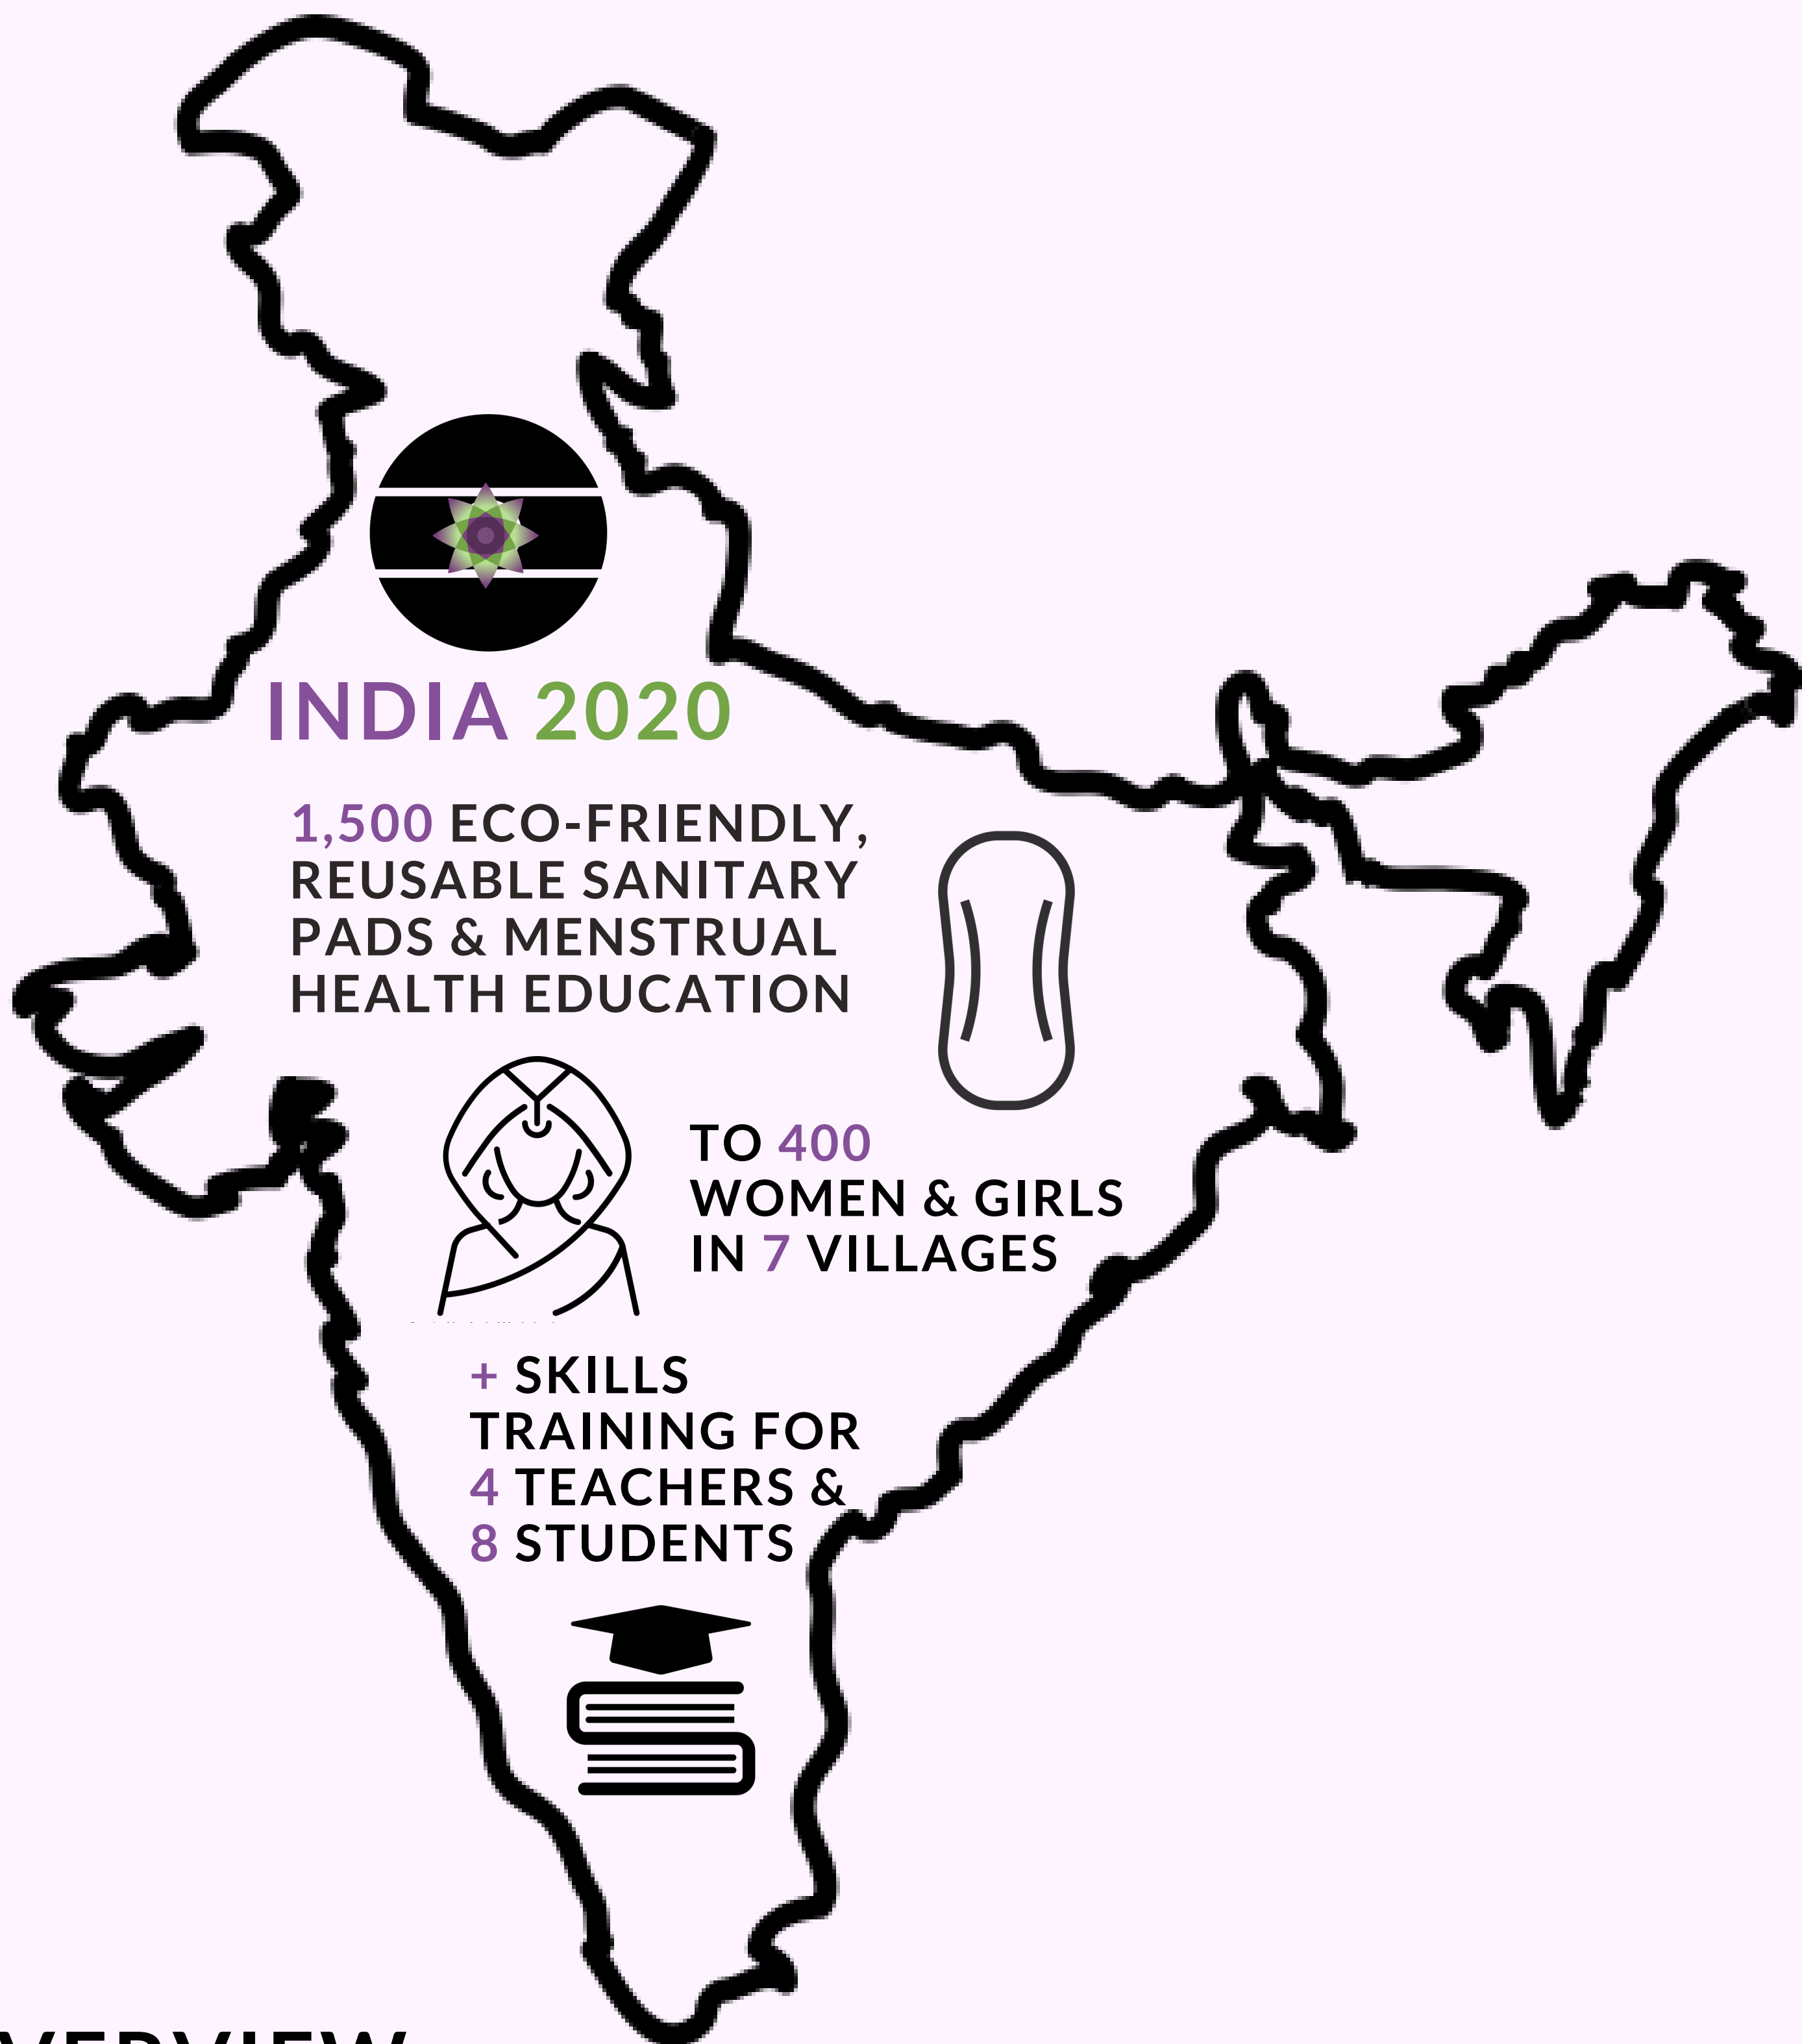 INDIA 2020
1,500 ECO-FRIENDLY,
REUSABLE SANITARY
PADS & MENSTRUAL
HEALTH EDUCATION
TO 400
WOMEN & GIRLS
IN 7 VILLAGES
+ SKILLS
TRAINING FOR
4 TEACHERS &
8 STUDENTS